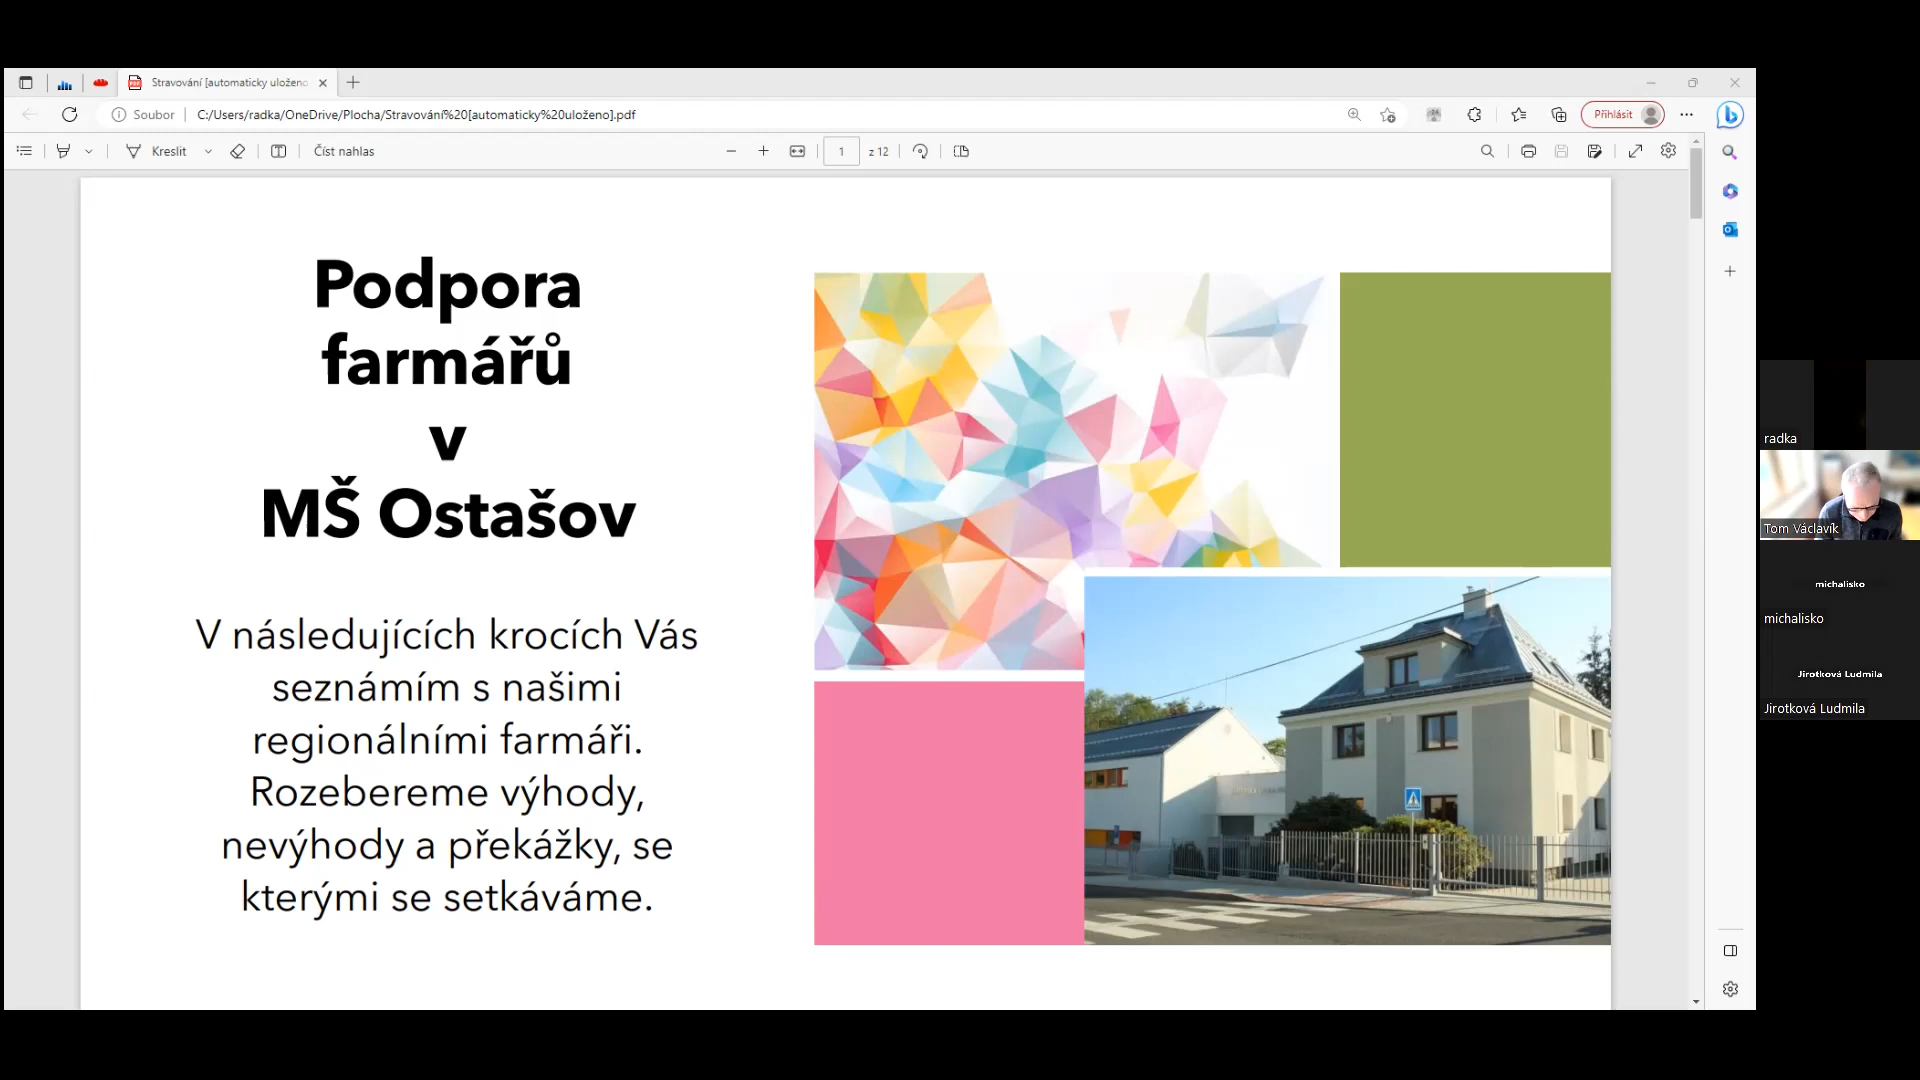 Stravování [automaticky uloženo
Soubor
C:/Users/radka/OneDrive/Plocha/Stravování%20[automaticky%20uloženo].pdf
Přihlásit
Kreslit
Číst nahlas
1
z 12
Podpora
farmářů
v
MŠ Ostašov
V následujících krocích Vás
seznámím s našimi
regionálními farmáři.
Rozebereme výhody,
nevýhody a překážky, se
kterými se setkáváme.
radka
Tom Václavík
michalisko
michalisko
Jirotková Ludmila
Jirotková Ludmila